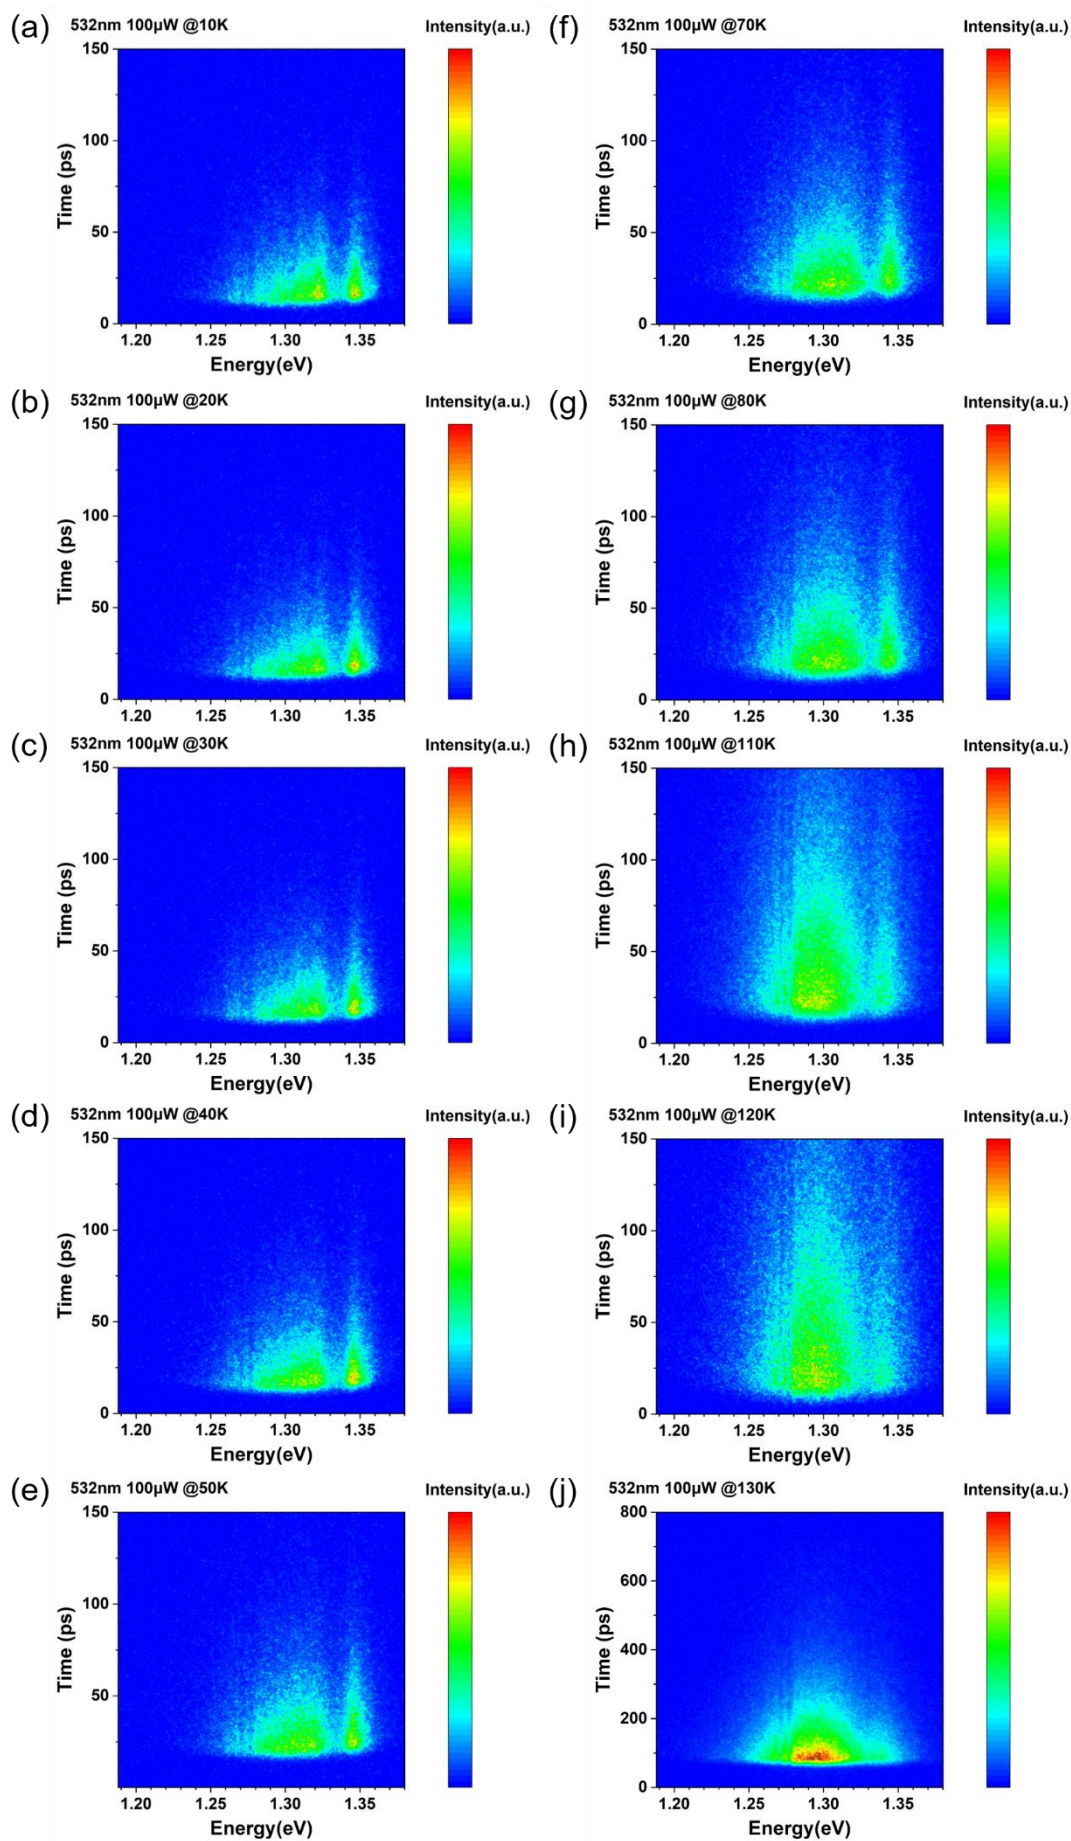 (a) 532nm 100μW @10K Intensity(a.u.)
150
100
50
0
Time (ps)
1.20 1.25 1.30 1.35
Energy(eV)
(b) 532nm 100μW @20K Intensity(a.u.)
150
100
50
0
Time (ps)
1.20 1.25 1.30 1.35
Energy(eV)
(c) 532nm 100μW @30K Intensity(a.u.)
150
100
50
0
Time (ps)
1.20 1.25 1.30 1.35
Energy(eV)
(d) 532nm 100μW @40K Intensity(a.u.)
150
100
50
0
Time (ps)
1.20 1.25 1.30 1.35
Energy(eV)
(e) 532nm 100μW @50K Intensity(a.u.)
150
100
50
Time (ps)
1.20 1.25 1.30 1.35
Energy(eV)
(f) 532nm 100μW @70K Intensity(a.u.)
150
100
50
0
Time (ps)
1.20 1.25 1.30 1.35
Energy(eV)
(g) 532nm 100μW @80K Intensity(a.u.)
150
100
50
0
Time (ps)
1.20 1.25 1.30 1.35
Energy(eV)
(h) 532nm 100μW @110K Intensity(a.u.)
150
100
50
0
Time (ps)
1.20 1.25 1.30 1.35
Energy(eV)
(i) 532nm 100μW @120K Intensity(a.u.)
150
100
50
0
Time (ps)
1.20 1.25 1.30 1.35
Energy(eV)
(j) 532nm 100μW @130K Intensity(a.u.)
800
600
400
200
0
Time (ps)
1.20 1.25 1.30 1.35
Energy(eV)